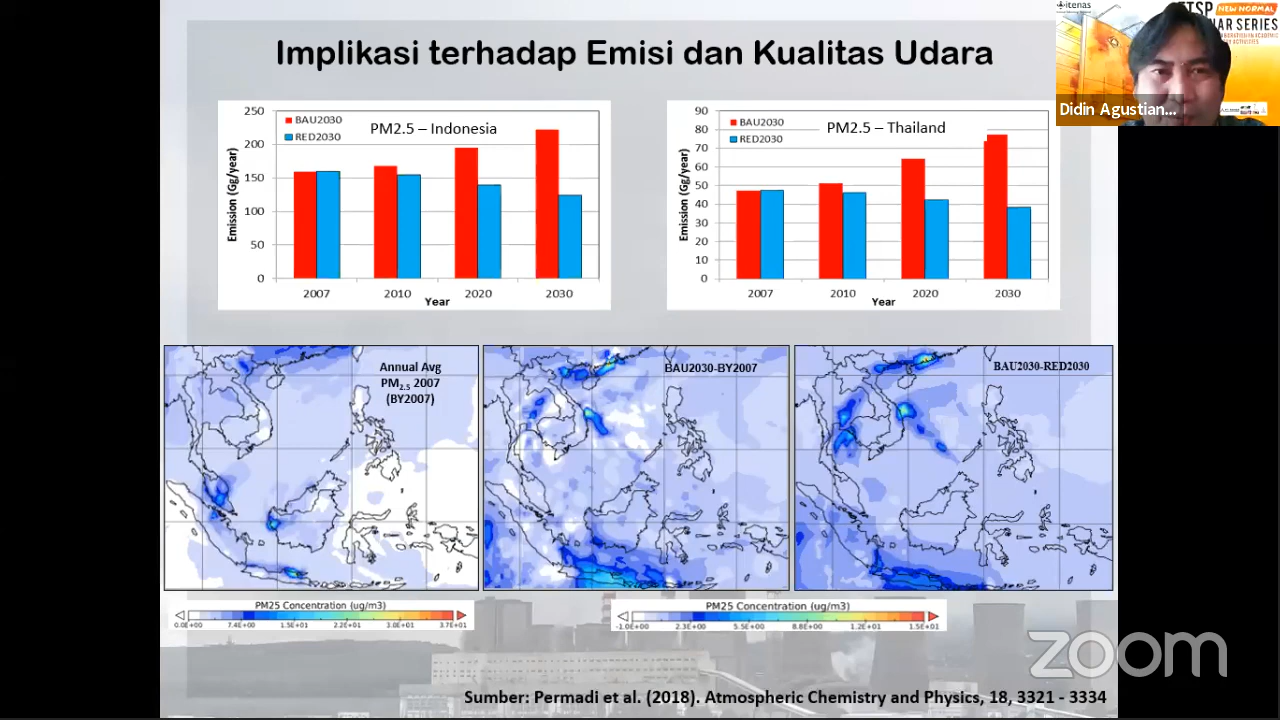 Implikasi terhadap Emisi dan Kualitas Udara
itenas
ETSP NEW NORMAL
NAR SERIES
Didin Agustian...
PM2.5 – Indonesia
BAU2030
RED2030
Emission (Gg/year)
250
200
150
100
50
0
2007 2010 2020 2030
Year
PM2.5 – Thailand
BAU2030
RED2030
Emission (Gg/year)
90
80
70
60
50
40
30
20
10
0
2007 2010 2020 2030
Year
Annual Avg
PM2.5 2007
(BY2007)
BAU2030-BY2007
BAU2030-RED2030
PM25 Concentration (ug/m3)
0.0E+00 7.4E+00 1.5E+01 2.2E+01 3.0E+01 3.7E+01
PM25 Concentration (ug/m3)
-1.0E+00 2.3E+00 5.5E+00 8.8E+00 1.2E+01 1.5E+01
zoom
Sumber: Permadi et al. (2018). Atmospheric Chemistry and Physics, 18, 3321 - 3334